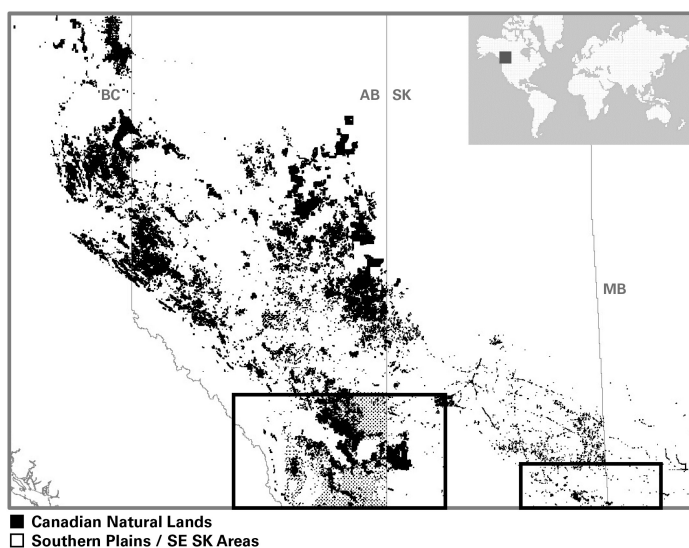 BC
AB SK
MB
Canadian Natural Lands
Southern Plains / SE SK Areas